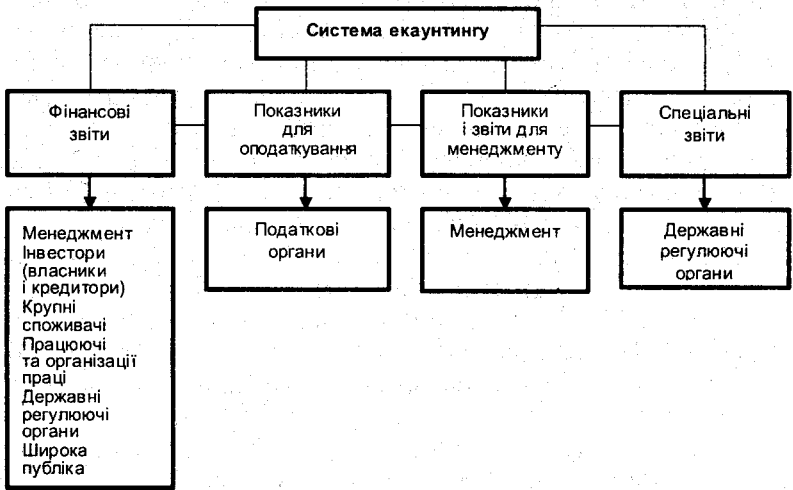 Система екаунтингу
Фінансові
звіти
Показники
для
оподаткування
Показники
і звіти для
менеджменту
Спеціальні
звіти
Менеджмент
Інвестори
(власники
і кредитори)
Крупні
споживачі
Працюючі
та організації
праці
Державні
регулюючі
органи
Широка
публіка
Податкові
органи
Менеджмент
Державні
регулюючі
органи